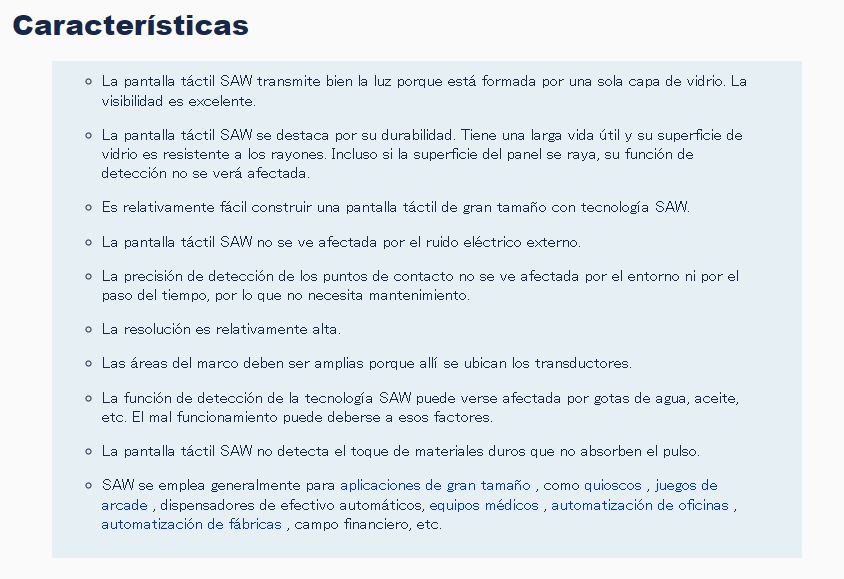 Características
La pantalla táctil SAW transmite bien la luz porque está formada por una sola capa de vidrio. La
visibilidad es excelente.
La pantalla táctil SAW se destaca por su durabilidad. Tiene una larga vida útil y su superficie de
vidrio es resistente a los rayones. Incluso si la superficie del panel se raya, su función de
detección no se verá afectada.
Es relativamente fácil construir una pantalla táctil de gran tamaño con tecnología SAW.
La pantalla táctil SAW no se ve afectada por el ruido eléctrico externo.
La precisión de detección de los puntos de contacto no se ve afectada por el entorno ni por el
paso del tiempo, por lo que no necesita mantenimiento.
La resolución es relativamente alta.
Las áreas del marco deben ser amplias porque allí se ubican los transductores.
La función de detección de la tecnología SAW puede verse afectada por gotas de agua, aceite,
etc. El mal funcionamiento puede deberse a esos factores.
La pantalla táctil SAW no detecta el toque de materiales duros que no absorben el pulso.
SAW se emplea generalmente para aplicaciones de gran tamaño , como quioscos , juegos de
arcade , dispensadores de efectivo automáticos, equipos médicos , automatización de oficinas ,
automatización de fábricas , campo financiero, etc.